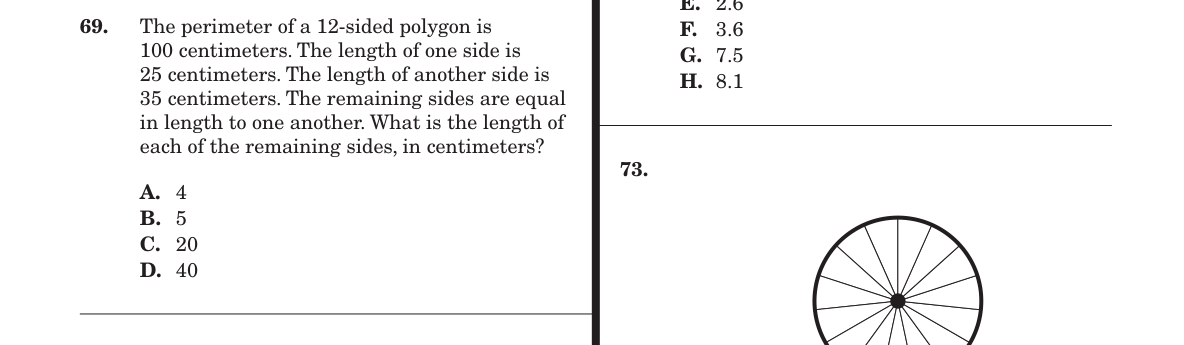 69. The perimeter of a 12-sided polygon is
100 centimeters. The length of one side is
25 centimeters. The length of another side is
35 centimeters. The remaining sides are equal
in length to one another. What is the length of
each of the remaining sides, in centimeters?
A. 4
B. 5
C. 20
D. 40
E. 2.6
F. 3.6
G. 7.5
H. 8.1
73.